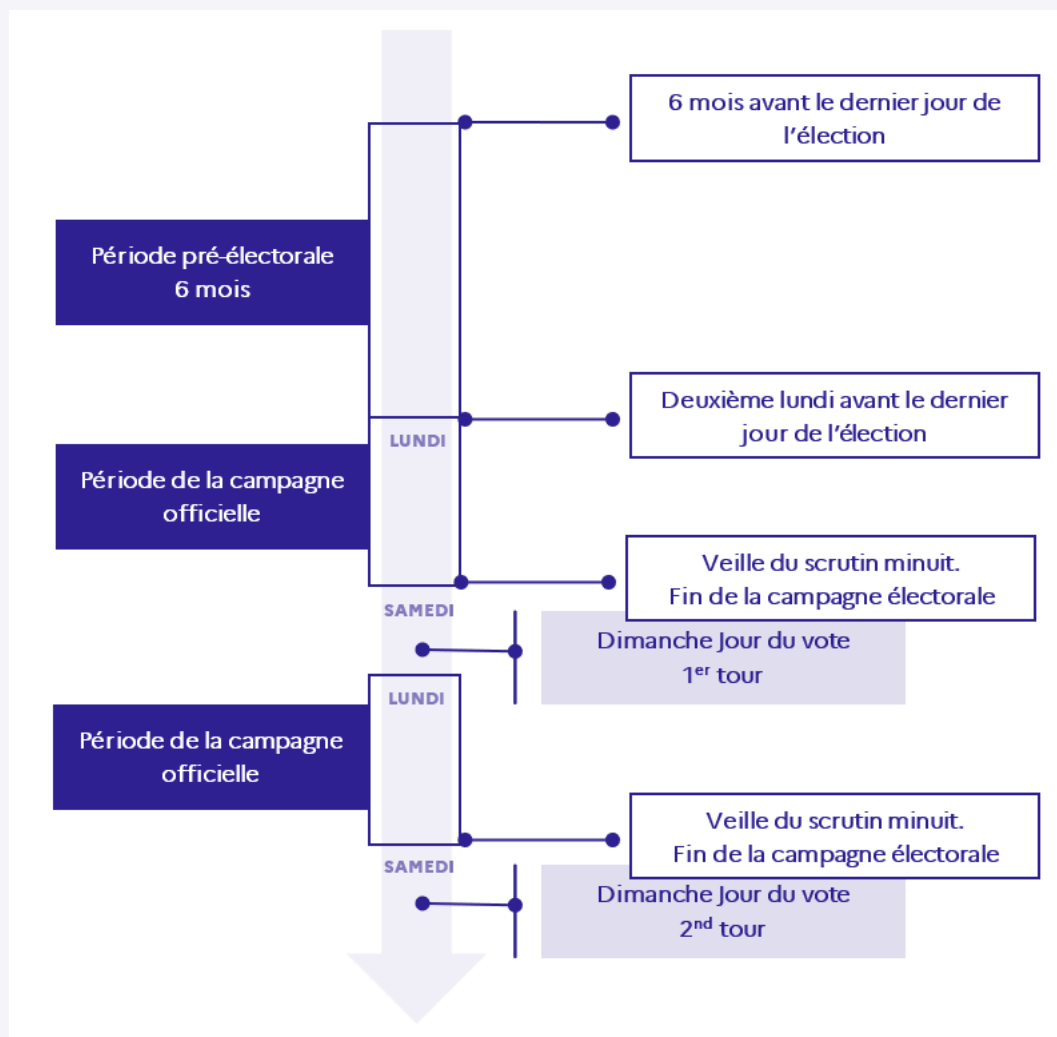 6 mois avant le dernier jour de
l'élection
Période pré-électorale
6 mois
Deuxième lundi avant le dernier
jour de l'élection
LUNDI
Période de la campagne
officielle
Veille du scrutin minuit.
Fin de la campagne électorale
SAMEDI
Dimanche Jour du vote
1er tour
LUNDI
Période de la campagne
officielle
Veille du scrutin minuit.
Fin de la campagne électorale
SAMEDI
Dimanche Jour du vote
2nd tour